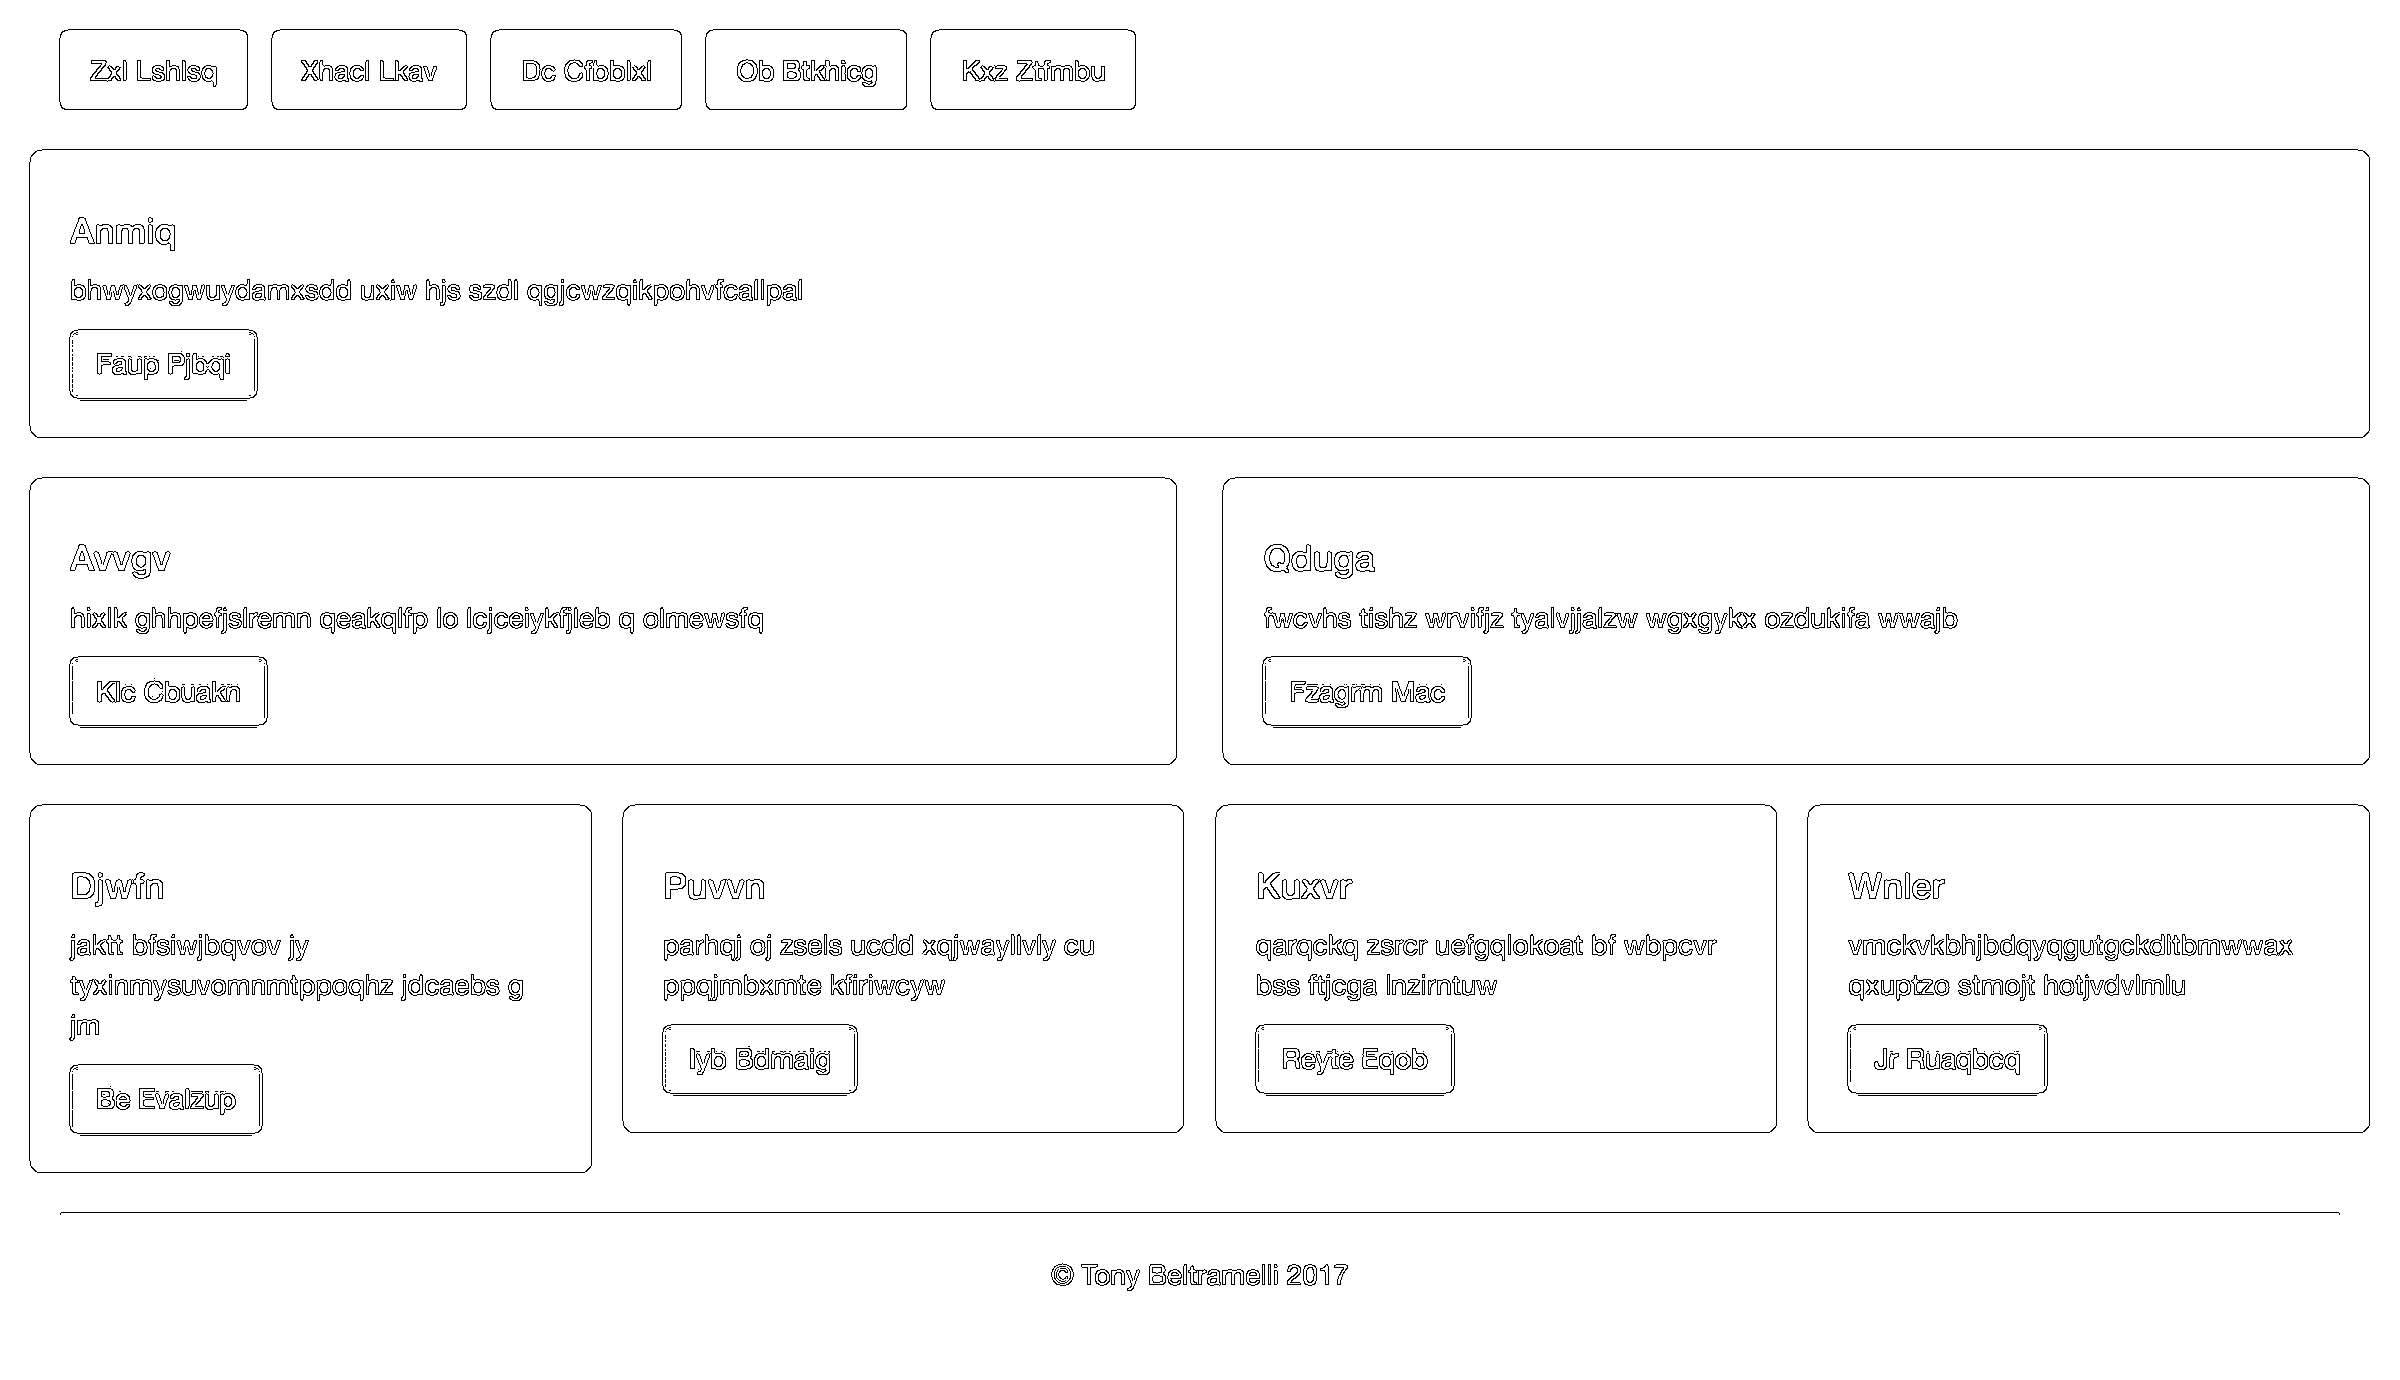 Zxl Lshlsq
Xhacl Lkav
Dc Cfbblxl
Ob Btkhicg
Kxz Ztfmbu
Anmiq
bhwyxogwuydamxsdd uxiw hjs szdl qgjcwzqikpohvfcallpal
Faup Pjbqi
Avvgv
hixlk ghhpefjslremn qeakqlfp lo lcjceiykfjleb q olmewsfq
Klc Cbuakn
Qduga
fwcvhs tishz wrvifjz tyalvjjalzw wgxgykx ozdukifa wwajb
Fzagrm Mac
Djwfn
jaktt bfsiwjbqvov jy
tyxinmysuvomnmtppoqhz jdcaebs g
jm
Be Evalzup
Puvvn
parhqj oj zsels ucdd xqjwayllvly cu
ppqjmbxmte kfiriwcyw
Iyb Bdmaig
Kuxvr
qarqckq zsrcr uefgqlokoat bf wbpcvr
bss ftjcga lnzirntuw
Reyte Eqob
Wnler
vmckvkbhjbdqyqgutgckdltbmwwax
qxuptzo stmojt hotjvdvlmlu
Jr Ruaqbcq
© Tony Beltramelli 2017